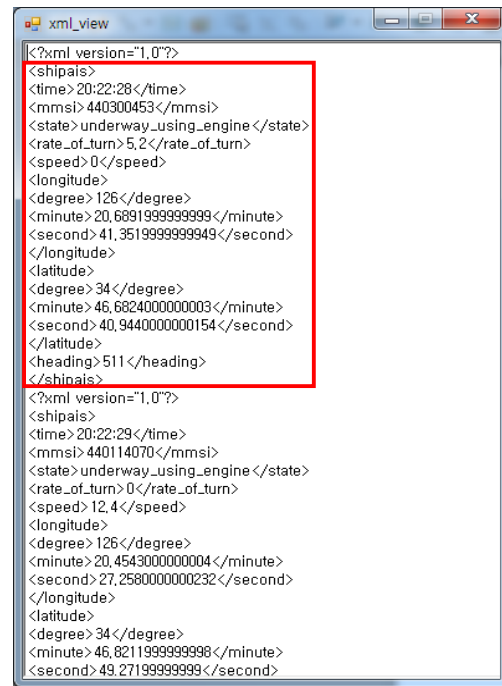 xml_view
<?xml version="1.0"?>
<shipais>
<time>20:22:28</time>
<mmsi>440300453</mmsi>
<state>underway_using_engine</state>
<rate_of_turn>5.2</rate_of_turn>
<speed>0</speed>
<longitude>
<degree>126</degree>
<minute>20.6891999999999</minute>
<second>41.3519999999949</second>
</longitude>
<latitude>
<degree>34</degree>
<minute>46.6824000000003</minute>
<second>40.9440000000154</second>
</latitude>
<heading>511</heading>
</shipais>
<?xml version="1.0"?>
<shipais>
<time>20:22:29</time>
<mmsi>440114070</mmsi>
<state>underway_using_engine</state>
<rate_of_turn>0</rate_of_turn>
<speed>12.4</speed>
<longitude>
<degree>126</degree>
<minute>20.4543000000004</minute>
<second>27.2580000000232</second>
</longitude>
<latitude>
<degree>34</degree>
<minute>46.8211999999998</minute>
<second>49.27199999999</second>